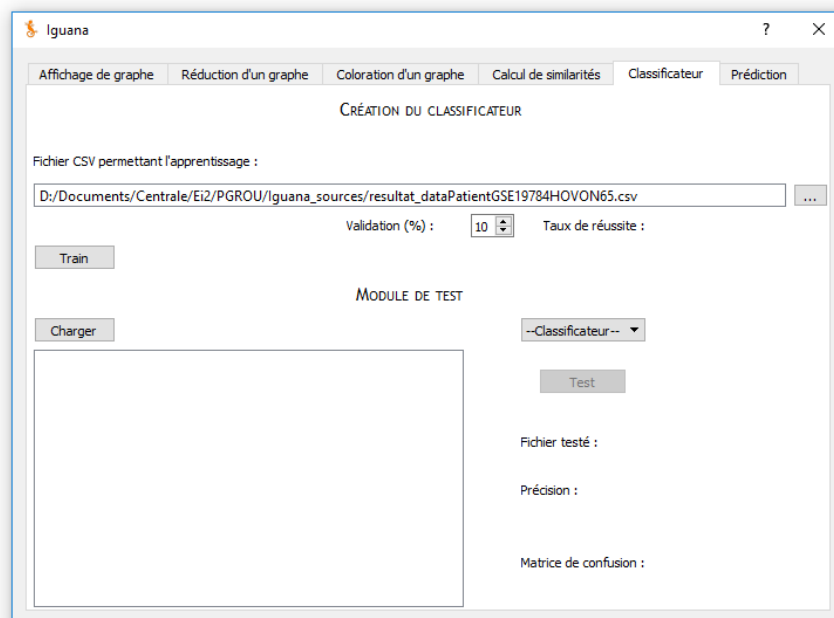 Iguana ?
Affichage de graphe Réduction d'un graphe Coloration d'un graphe Calcul de similarités Classificateur Prédiction
CRÉATION DU CLASSIFICATEUR
Fichier CSV permettant l'apprentissage :
D:/Documents/Centrale/Ei2/PGROU/Iguana_sources/resultat_dataPatientGSE19784HOVON65.csv ...
Validation (%) : 10 Taux de réussite :
Train
MODULE DE TEST
Charger --Classificateur--
Test
Fichier testé :
Précision :
Matrice de confusion :